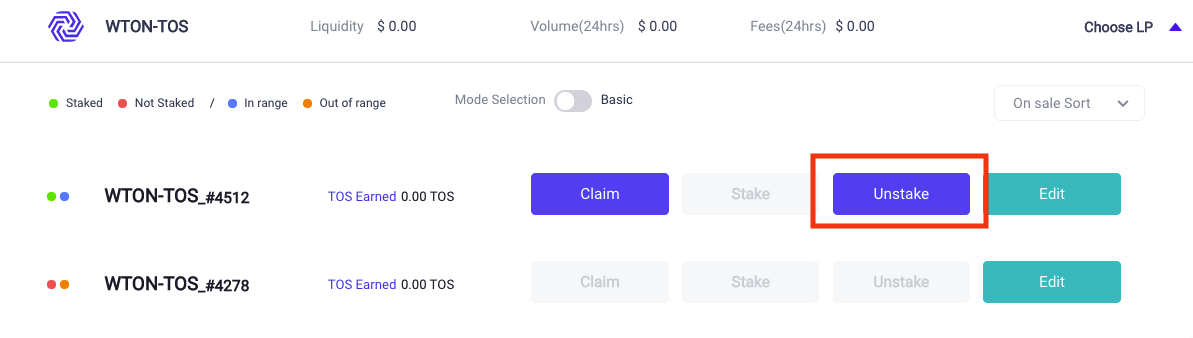 WTON-TOS Liquidity $ 0.00 Volume(24hrs) $ 0.00 Fees(24hrs) $ 0.00 Choose LP
Staked Not Staked / In range Out of range Mode Selection Basic On sale Sort
WTON-TOS_#4512 TOS Earned 0.00 TOS Claim Stake Unstake Edit
WTON-TOS_#4278 TOS Earned 0.00 TOS Claim Stake Unstake Edit